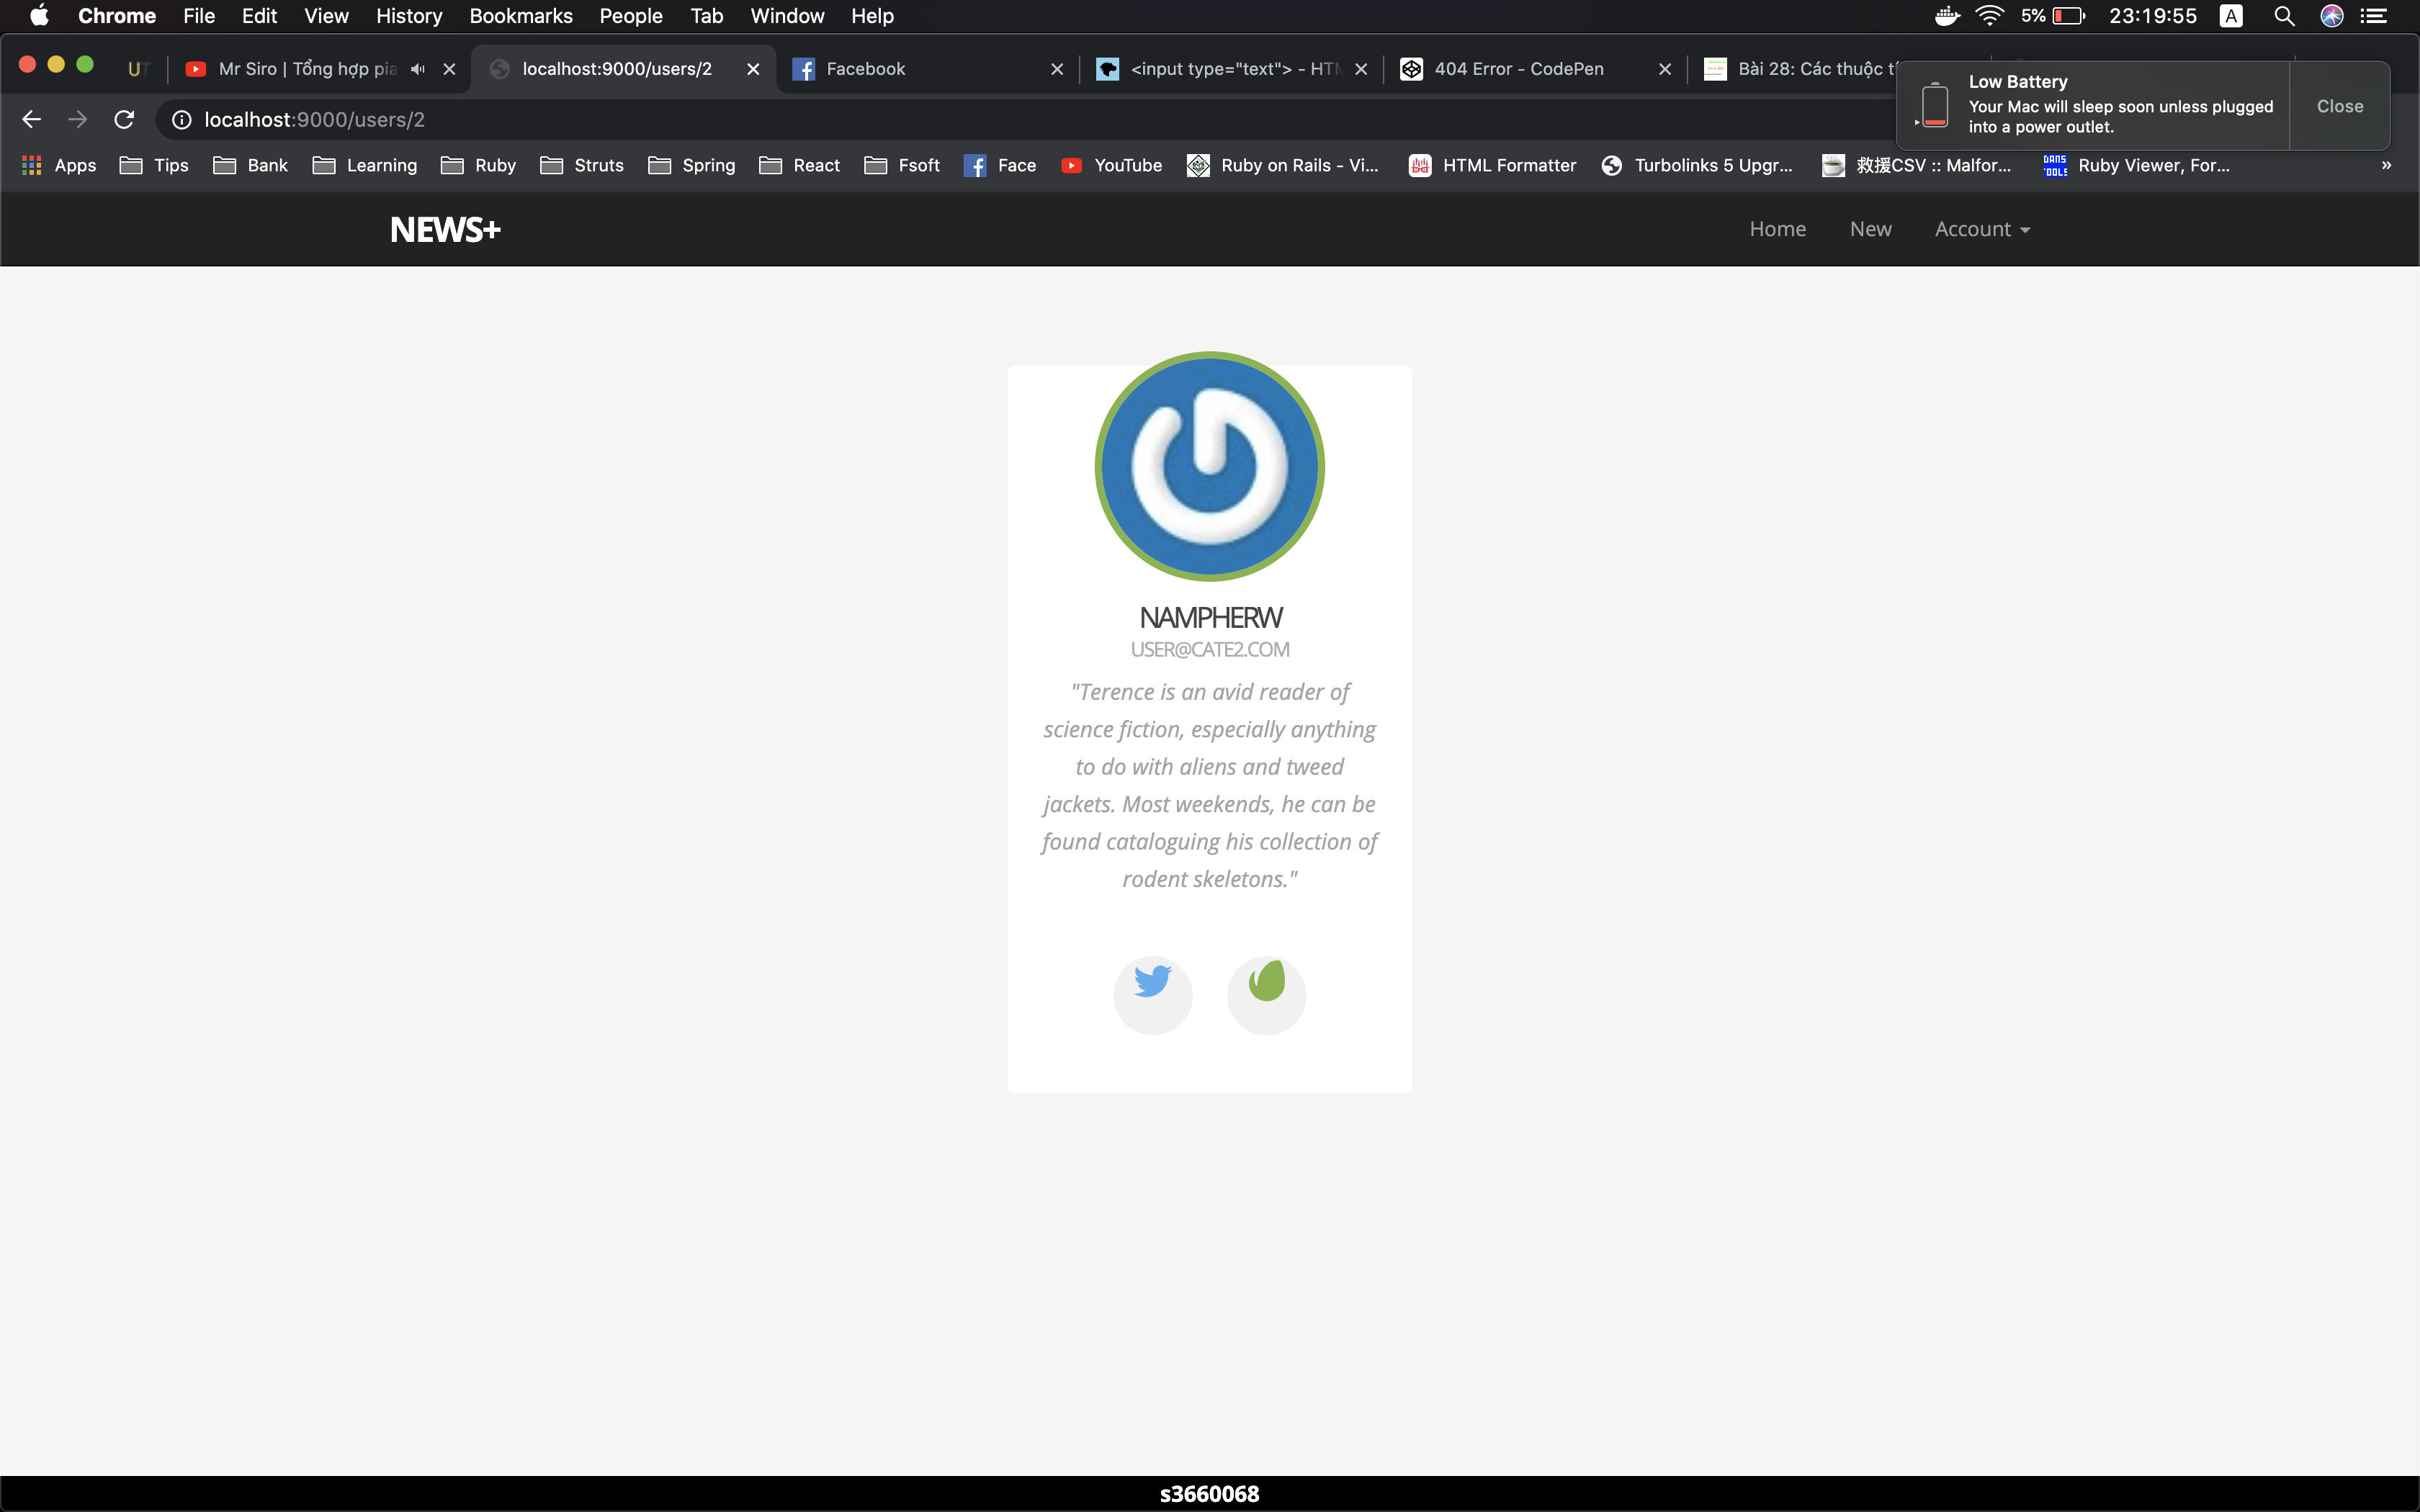 Chrome File Edit View History Bookmarks People Tab Window Help 5% 23:19:55 A
UT Mr Siro | Tổng hợp pia localhost:9000/users/2 Facebook <input type="text"> - HTM 404 Error - CodePen Bài 28: Các thuộc tí
Low Battery
Your Mac will sleep soon unless plugged
into a power outlet.
Close
localhost:9000/users/2
Apps Tips Bank Learning Ruby Struts Spring React Fsoft Face YouTube Ruby on Rails - Vi... HTML Formatter Turbolinks 5 Upgr... 救援CSV :: Malfor... DANS TOOLS Ruby Viewer, For... »
NEWS+ Home New Account
NAMPHERW
USER@CATE2.COM
"Terence is an avid reader of
science fiction, especially anything
to do with aliens and tweed
jackets. Most weekends, he can be
found cataloguing his collection of
rodent skeletons."
s3660068